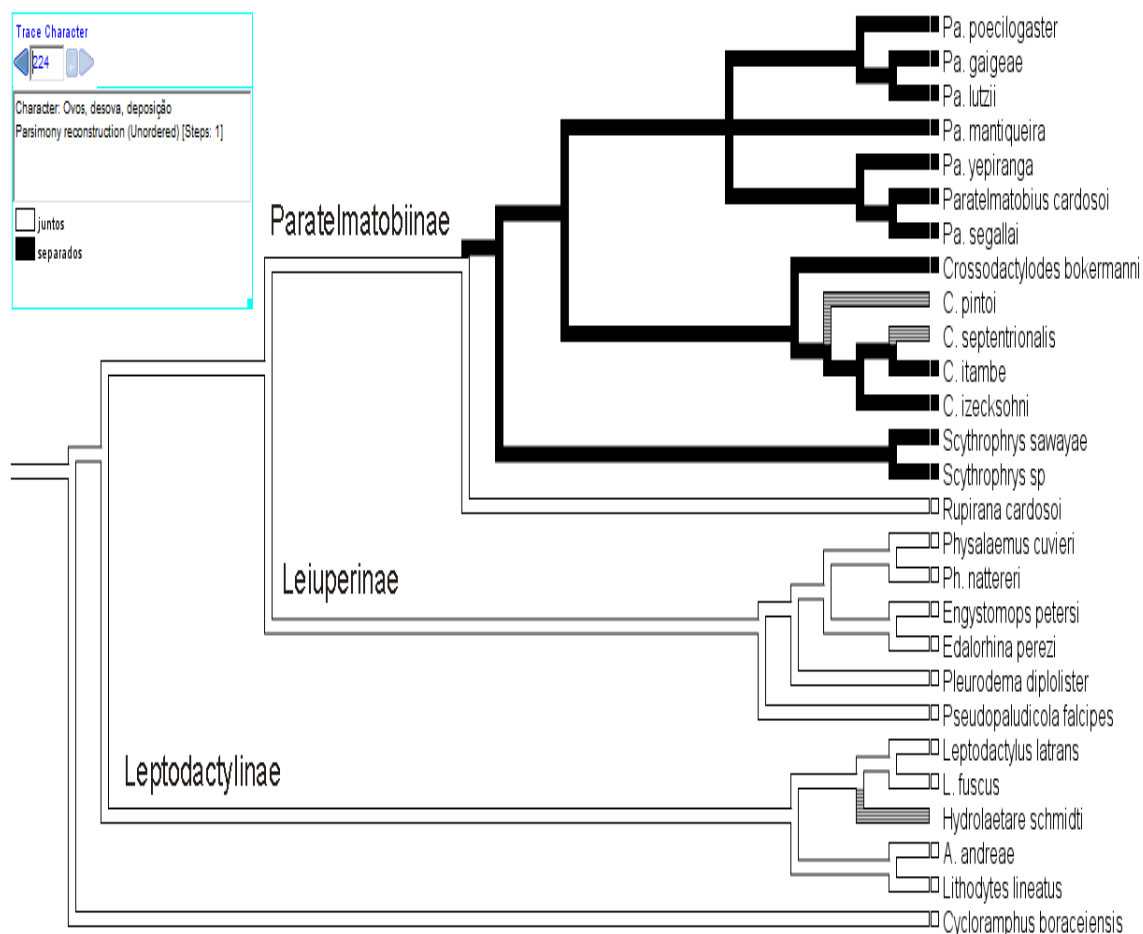 Trace Character
224
Character: Ovos, desova, deposição
Parsimony reconstruction (Unordered) [Steps: 1]
juntos
separados
Paratelmatobiinae
Leiuperinae
Leptodactylinae
Pa. poecilogaster
Pa. gaigeae
Pa. lutzii
Pa. mantiqueira
Pa. yepiranga
Paratelmatobius cardosoi
Pa. segallai
Crossodactylodes bokermanni
C. pintoi
C. septentrionalis
C. itambe
C. izecksohni
Scythrophrys sawayae
Scythrophrys sp
Rupirana cardosoi
Physalaemus cuvieri
Ph. nattereri
Engystomops petersi
Edalorhina perezi
Pleurodema diplolister
Pseudopaludicola falcipes
Leptodactylus latrans
L. fuscus
Hydrolaetare schmidti
A. andreae
Lithodytes lineatus
Cycloramphus boraceiensis